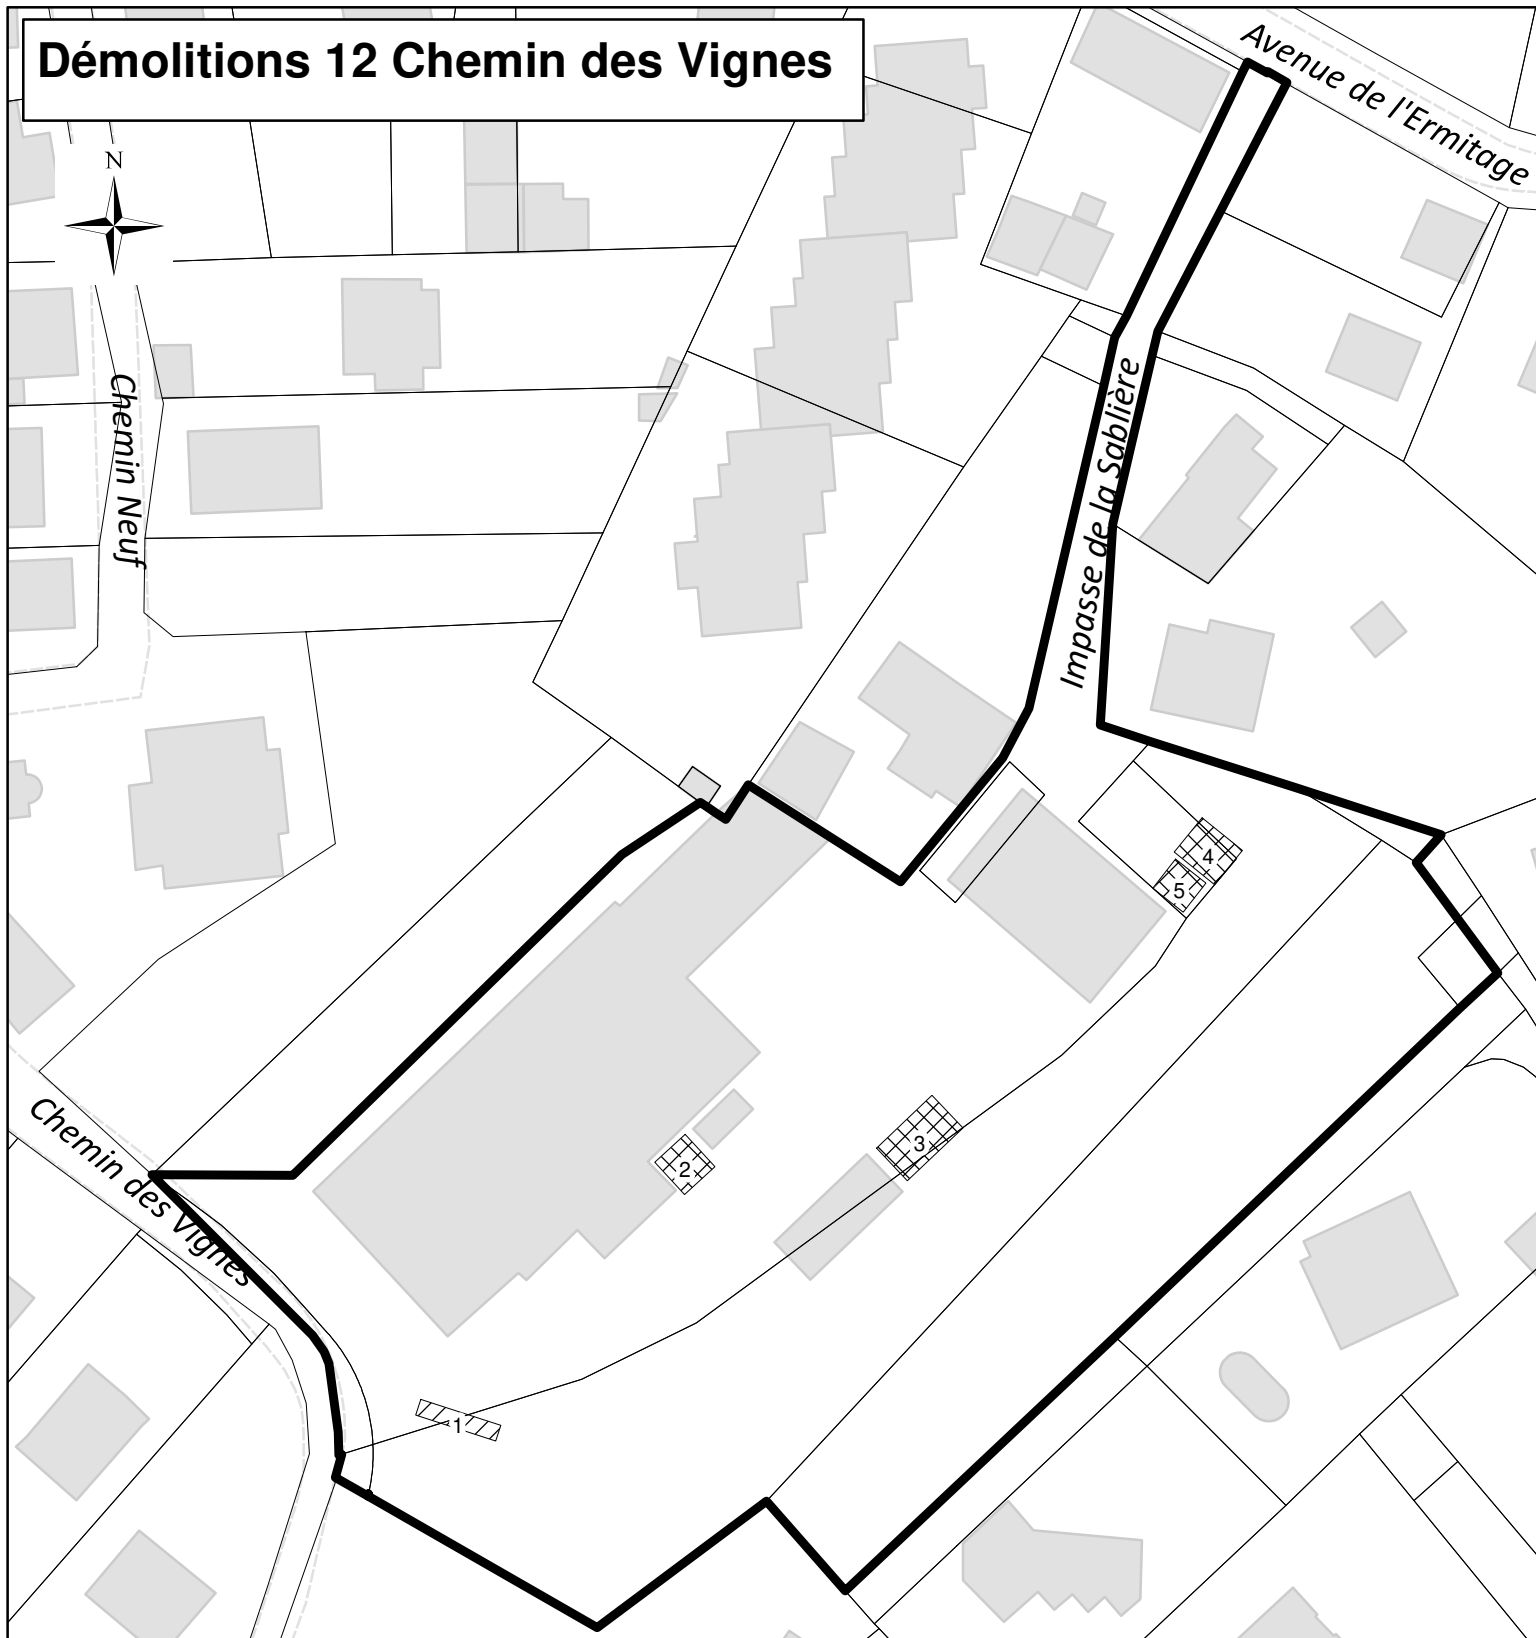 Démolitions 12 Chemin des Vignes
Avenue de l'Ermitage
N
Chemin Neuf
Impasse de la Sablière
4
5
Chemin des Vignes
3
2
1